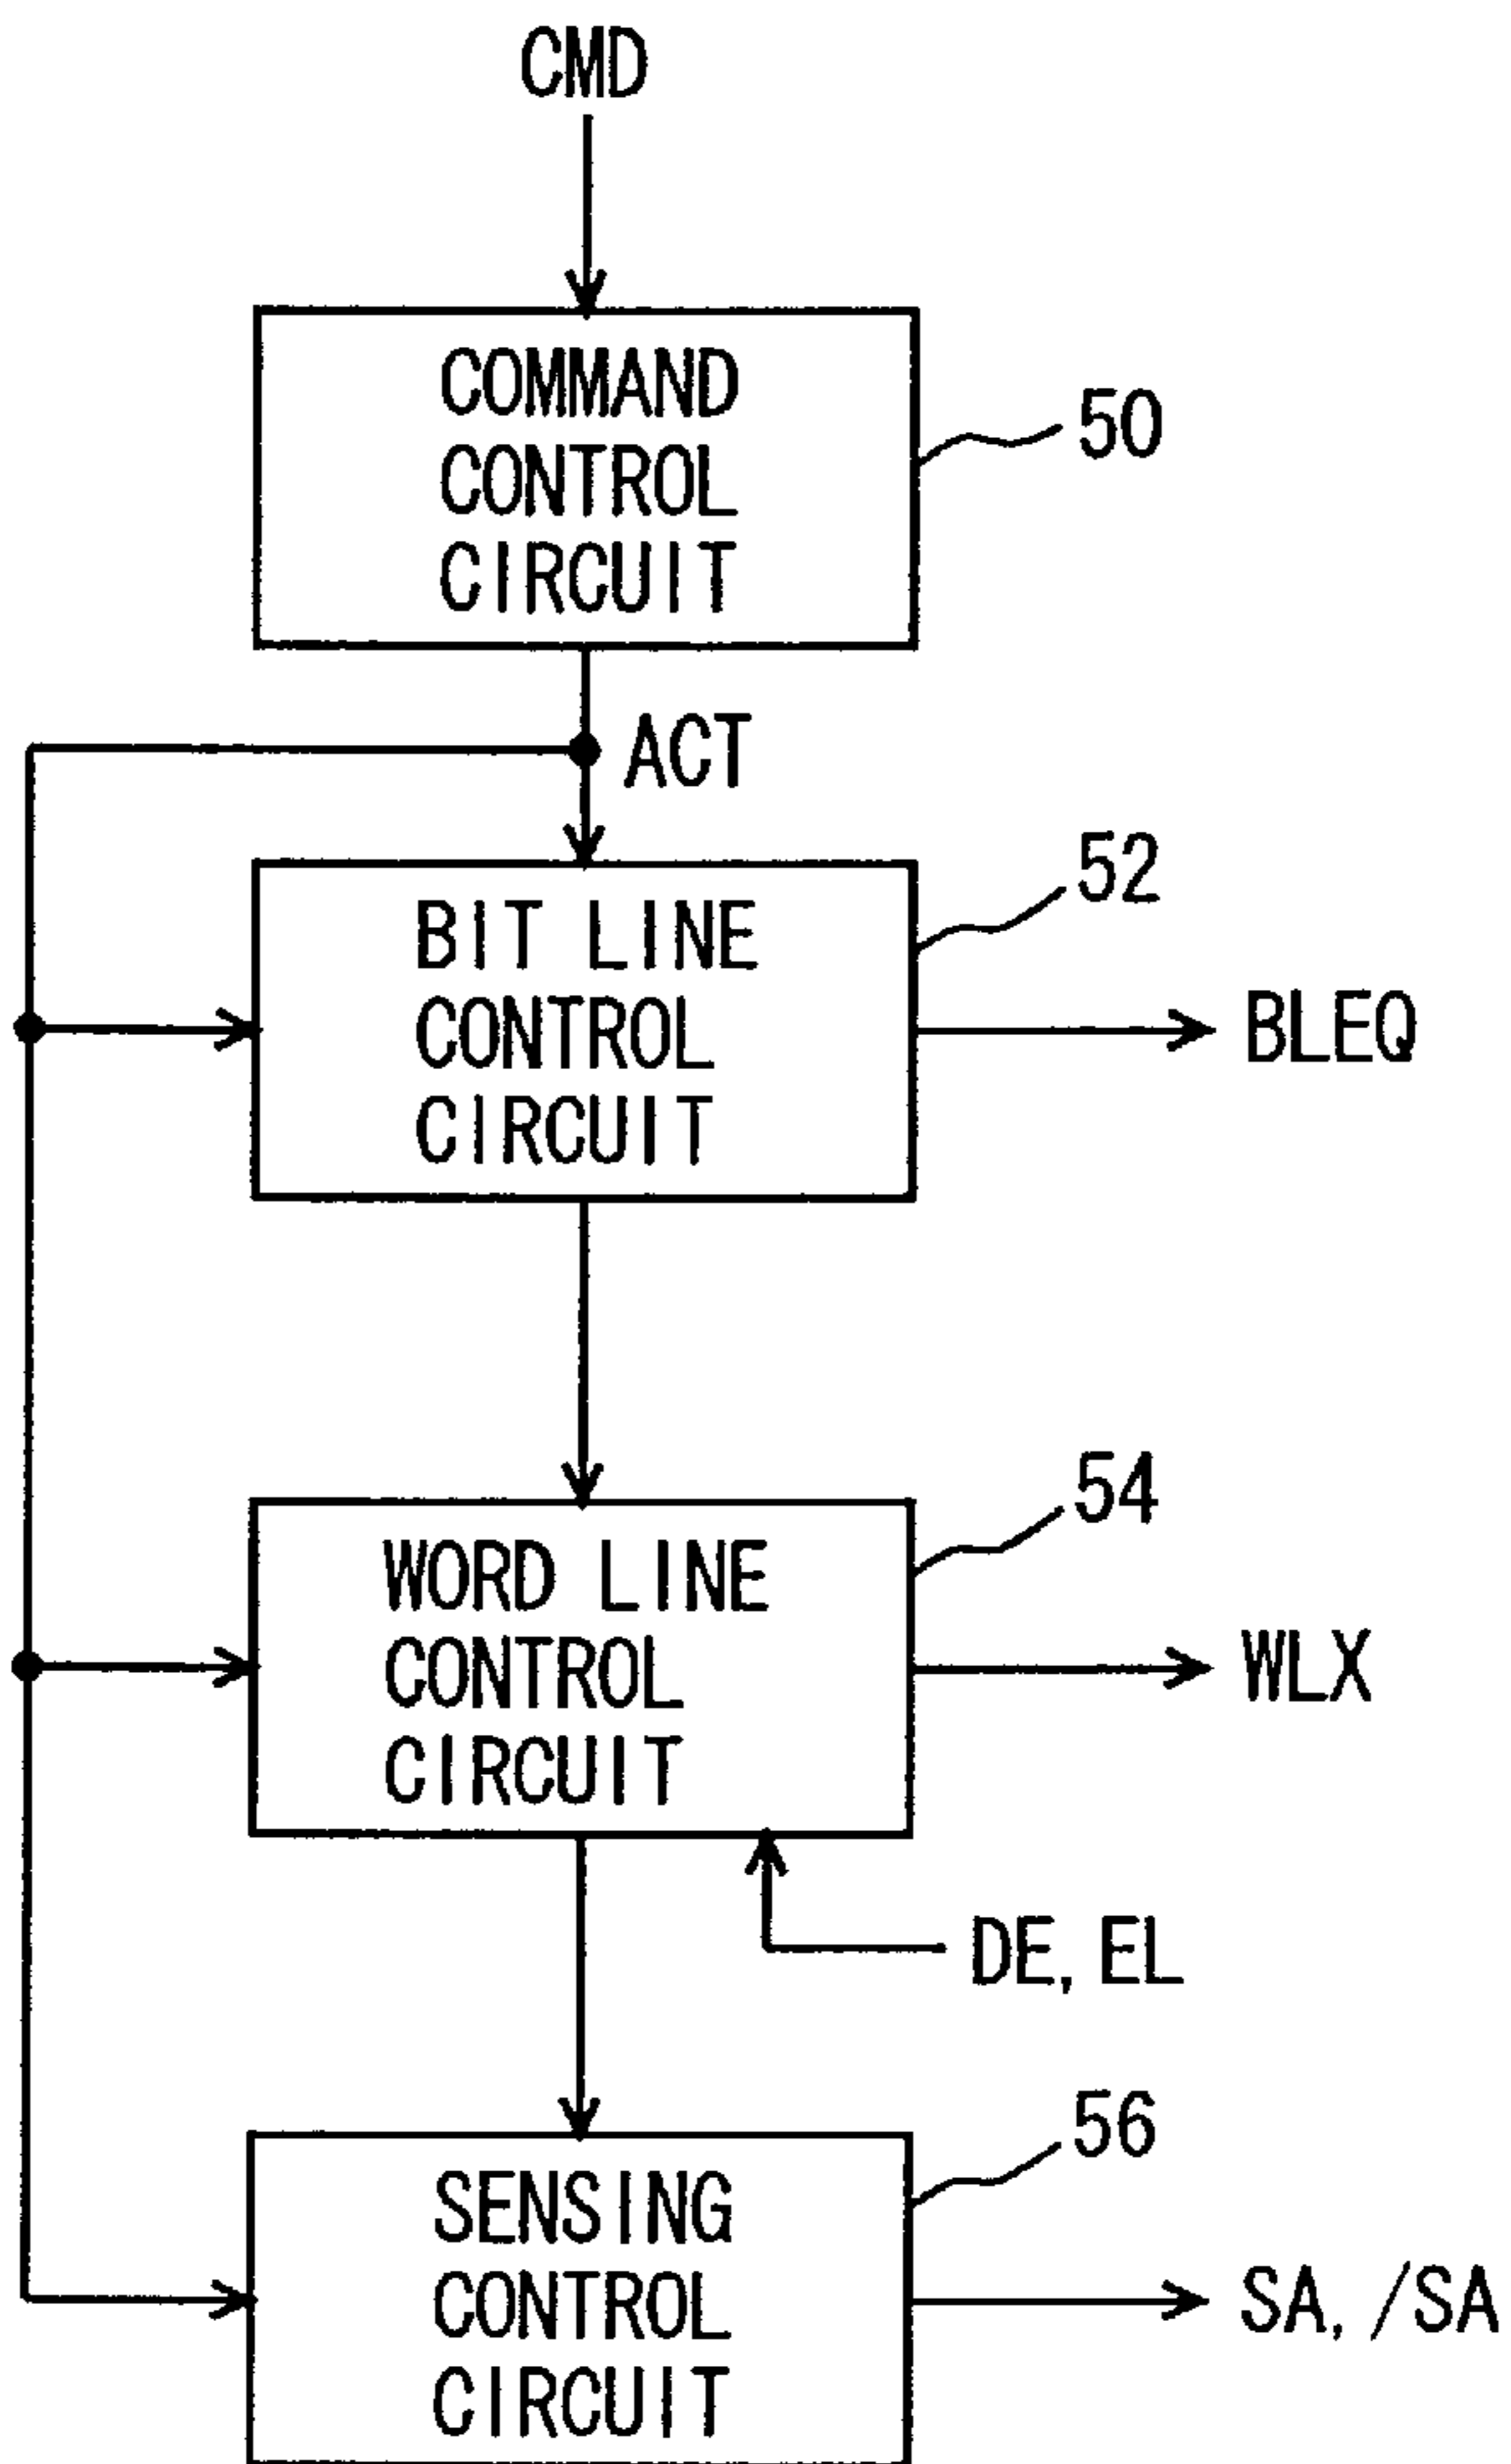 CMD
COMMAND
CONTROL
CIRCUIT
50
ACT
52
BIT LINE
CONTROL
CIRCUIT
BLEQ
54
WORD LINE
CONTROL
CIRCUIT
WLX
DE, EL
56
SENSING
CONTROL
CIRCUIT
SA, /SA